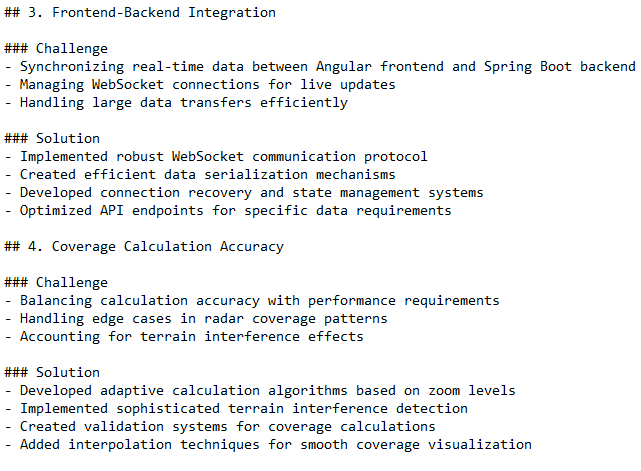 ## 3. Frontend-Backend Integration
### Challenge
- Synchronizing real-time data between Angular frontend and Spring Boot backend
- Managing WebSocket connections for live updates
- Handling large data transfers efficiently
### Solution
- Implemented robust WebSocket communication protocol
- Created efficient data serialization mechanisms
- Developed connection recovery and state management systems
- Optimized API endpoints for specific data requirements
## 4. Coverage Calculation Accuracy
### Challenge
- Balancing calculation accuracy with performance requirements
- Handling edge cases in radar coverage patterns
- Accounting for terrain interference effects
### Solution
- Developed adaptive calculation algorithms based on zoom levels
- Implemented sophisticated terrain interference detection
- Created validation systems for coverage calculations
- Added interpolation techniques for smooth coverage visualization